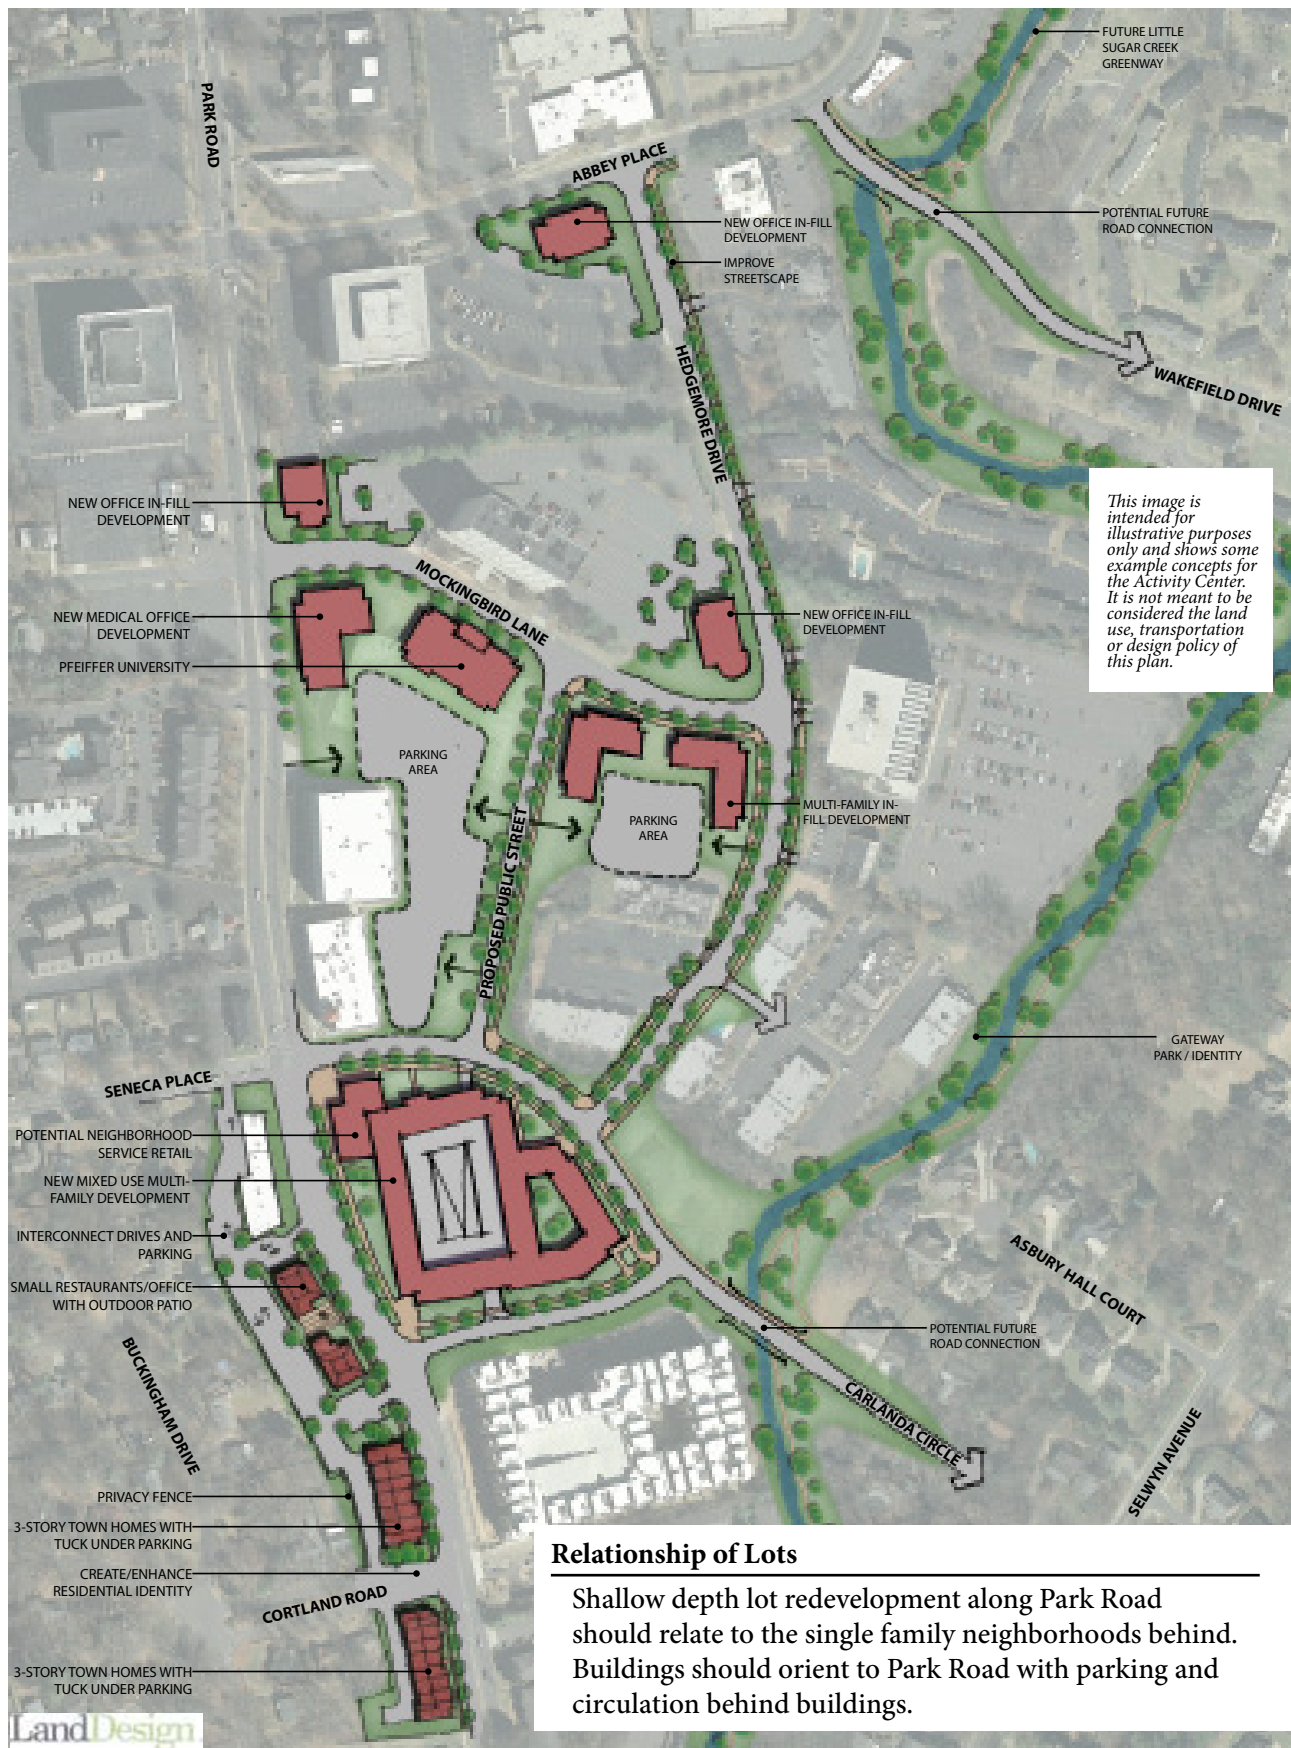 FUTURE LITTLE
SUGAR CREEK
GREENWAY
PARK ROAD
ABBEY PLACE
NEW OFFICE IN-FILL
DEVELOPMENT
POTENTIAL FUTURE
ROAD CONNECTION
IMPROVE
STREETSCAPE
HEDGEMORE DRIVE
WAKEFIELD DRIVE
NEW OFFICE IN-FILL
DEVELOPMENT
This image is
intended for
illustrative purposes
only and shows some
example concepts for
the Activity Center.
It is not meant to be
considered the land
use, transportation
or design policy of
this plan.
MOCKINGBIRD LANE
NEW MEDICAL OFFICE
DEVELOPMENT
NEW OFFICE IN-FILL
DEVELOPMENT
PFEIFFER UNIVERSITY
PARKING
AREA
PARKING
AREA
MULTI-FAMILY IN-
FILL DEVELOPMENT
PROPOSED PUBLIC STREET
GATEWAY
PARK / IDENTITY
SENECA PLACE
POTENTIAL NEIGHBORHOOD
SERVICE RETAIL
NEW MIXED USE MULTI-
FAMILY DEVELOPMENT
INTERCONNECT DRIVES AND
PARKING
SMALL RESTAURANTS/OFFICE
WITH OUTDOOR PATIO
ASBURY HALL COURT
POTENTIAL FUTURE
ROAD CONNECTION
BUCKINGHAM DRIVE
CARLANDA CIRCLE
SELWYN AVENUE
PRIVACY FENCE
3-STORY TOWN HOMES WITH
TUCK UNDER PARKING
CREATE/ENHANCE
RESIDENTIAL IDENTITY
CORTLAND ROAD
3-STORY TOWN HOMES WITH
TUCK UNDER PARKING
Relationship of Lots
Shallow depth lot redevelopment along Park Road
should relate to the single family neighborhoods behind.
Buildings should orient to Park Road with parking and
circulation behind buildings.
LandDesign